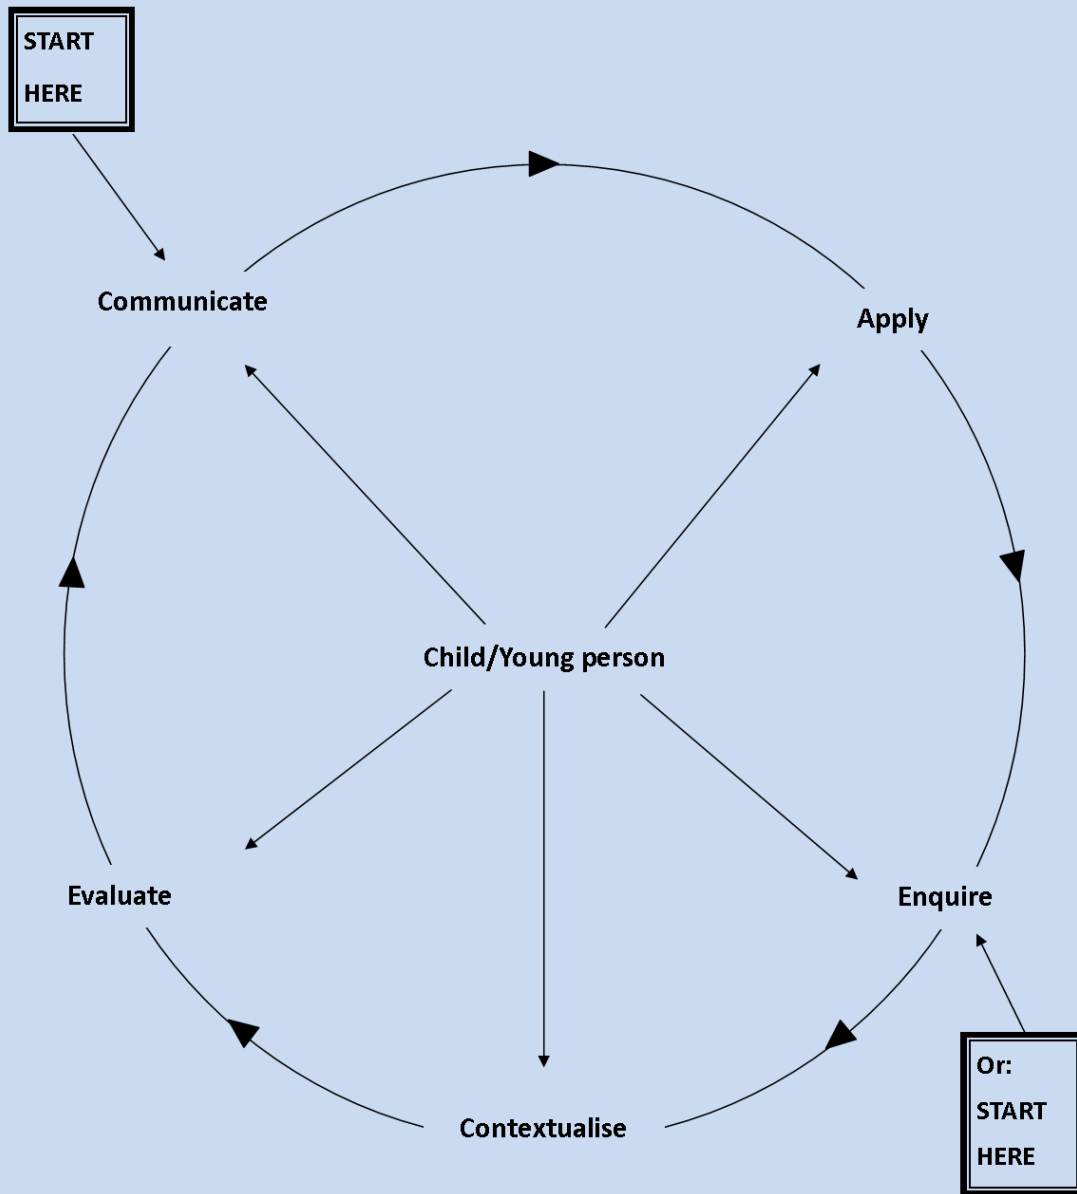 START
HERE
Communicate
Apply
Child/Young person
Evaluate
Enquire
Or:
START
HERE
Contextualise